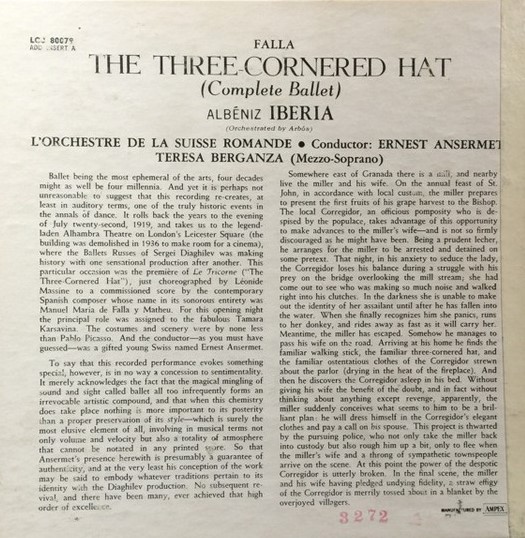 LCJ 80079
ADD INSERT A
FALLA
THE THREE-CORNERED HAT
(Complete Ballet)
ALBÉNIZ IBERIA
(Orchestrated by Arbós)
L'ORCHESTRE DE LA SUISSE ROMANDE • Conductor: ERNEST ANSERMET
TERESA BERGANZA (Mezzo-Soprano)
Ballet being the most ephemeral of the arts, four decades
might as well be four millennia. And yet it is perhaps not
unreasonable to suggest that this recording re-creates, at
least in auditory terms, one of the truly historic events in
the annals of dance. It rolls back the years to the evening
of July twenty-second, 1919, and takes us to the legend-
laden Alhambra Theatre on London's Leicester Square (the
building was demolished in 1936 to make room for a cinema),
where the Ballets Russes of Sergei Diaghilev was making
history with one sensational production after another. This
particular occasion was the première of Le Tricorne ("The
Three-Cornered Hat"), just choreographed by Léonide
Massine to a commissioned score by the contemporary
Spanish composer whose name in its sonorous entirety was
Manuel Maria de Falla y Matheu. For this opening night
the principal role was assigned to the fabulous Tamara
Karsavina. The costumes and scenery were by none less
than Pablo Picasso. And the conductor—as you must have
guessed—was a gifted young Swiss named Ernest Ansermet.
To say that this recorded performance evokes something
special, however, is in no way a concession to sentimentality.
It merely acknowledges the fact that the magical mingling of
sound and sight called ballet all too infrequently forms an
irrevocable artistic compound, and that when this chemistry
does take place nothing is more important to its posterity
than a proper preservation of its style—which is surely the
most elusive element of all, involving in musical terms not
only volume and velocity but also a totality of atmosphere
that cannot be notated in any printed score. So that
Ansermet's presence herewith is presumably a guarantee of
authenticity, and at the very least his conception of the work
may be said to embody whatever traditions pertain to its
identity with the Diaghilev production. No subsequent re-
vival, and there have been many, ever achieved that high
order of excellence.
Somewhere east of Granada there is a mill, and nearby
live the miller and his wife. On the annual feast of St.
John, in accordance with local custom, the miller prepares
to present the first fruits of his grape harvest to the Bishop.
The local Corregidor, an officious pomposity who is de-
spised by the populace, takes advantage of this opportunity
to make advances to the miller's wife—and is not so firmly
discouraged as he might have been. Being a prudent lecher,
he arranges for the miller to be arrested and detained on
some pretext. That night, in his anxiety to seduce the lady,
the Corregidor loses his balance during a struggle with his
prey on the bridge overlooking the mill stream; she had
come out to see who was making so much noise and walked
right into his clutches. In the darkness she is unable to make
out the identity of her assailant until after he has fallen into
the water. When she finally recognizes him she panics, runs
to her donkey, and rides away as fast as it will carry her.
Meantime, the miller has escaped. Somehow he manages to
pass his wife on the road. Arriving at his home he finds the
familiar walking stick, the familiar three-cornered hat, and
the familiar ostentatious clothes of the Corregidor strewn
about the parlor (drying in the heat of the fireplace). And
then he discovers the Corregidor asleep in his bed. Without
giving his wife the benefit of the doubt, and in fact without
thinking about anything except revenge, apparently, the
miller suddenly conceives what seems to him to be a bril-
liant plan: he will dress himself in the Corregidor's elegant
clothes and pay a call on his spouse. This project is thwarted
by the pursuing police, who not only take the miller back
into custody but also rough him up a bit, only to flee when
the miller's wife and a throng of sympathetic townspeople
arrive on the scene. At this point the power of the despotic
Corregidor is utterly broken. In the final scene, the miller
and his wife having pledged undying fidelity, a straw effigy
of the Corregidor is merrily tossed about in a blanket by the
overjoyed villagers.
3272
MANUFACTURED BY AMPEX